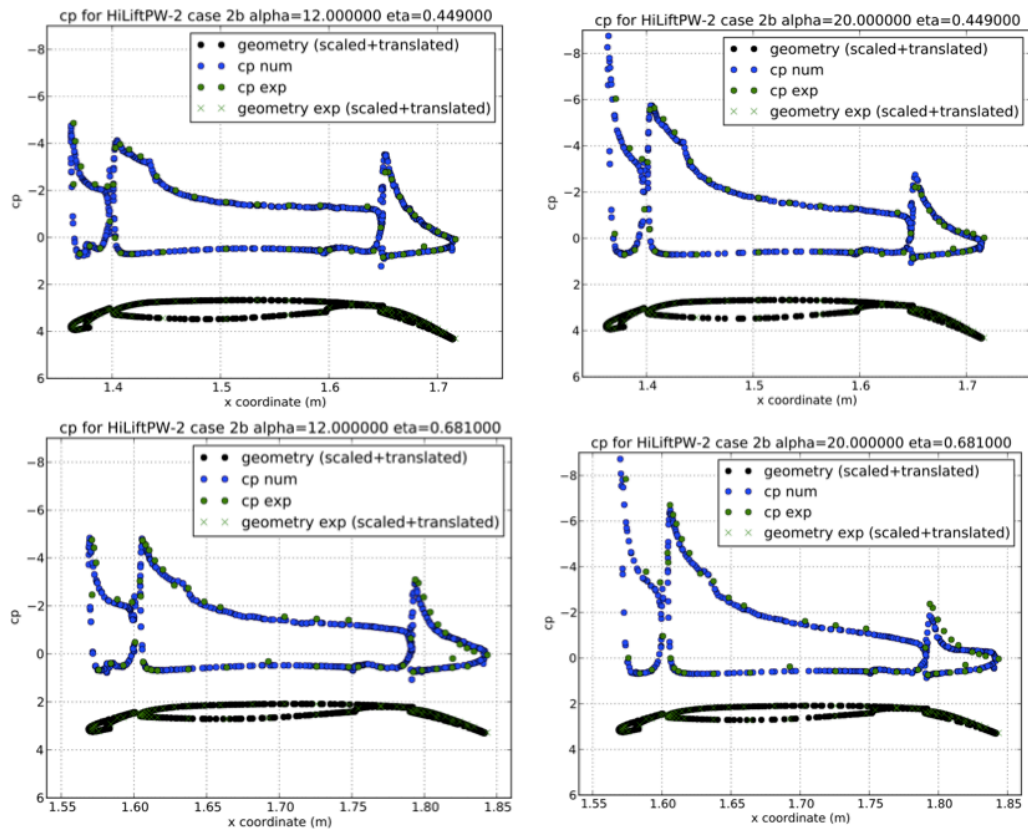 cp for HiLiftPW-2 case 2b alpha=12.000000 eta=0.449000
geometry (scaled+translated)
cp num
cp exp
geometry exp (scaled+translated)
−8
−6
−4
−2
0
2
4
6
cp
1.4
1.5
1.6
1.7
x coordinate (m)
cp for HiLiftPW-2 case 2b alpha=20.000000 eta=0.449000
geometry (scaled+translated)
cp num
cp exp
geometry exp (scaled+translated)
−8
−6
−4
−2
0
2
4
6
cp
1.4
1.5
1.6
1.7
x coordinate (m)
cp for HiLiftPW-2 case 2b alpha=12.000000 eta=0.681000
geometry (scaled+translated)
cp num
cp exp
geometry exp (scaled+translated)
−8
−6
−4
−2
0
2
4
6
cp
1.55
1.60
1.65
1.70
1.75
1.80
1.85
x coordinate (m)
cp for HiLiftPW-2 case 2b alpha=20.000000 eta=0.681000
geometry (scaled+translated)
cp num
cp exp
geometry exp (scaled+translated)
−8
−6
−4
−2
0
2
4
6
cp
1.55
1.60
1.65
1.70
1.75
1.80
1.85
x coordinate (m)